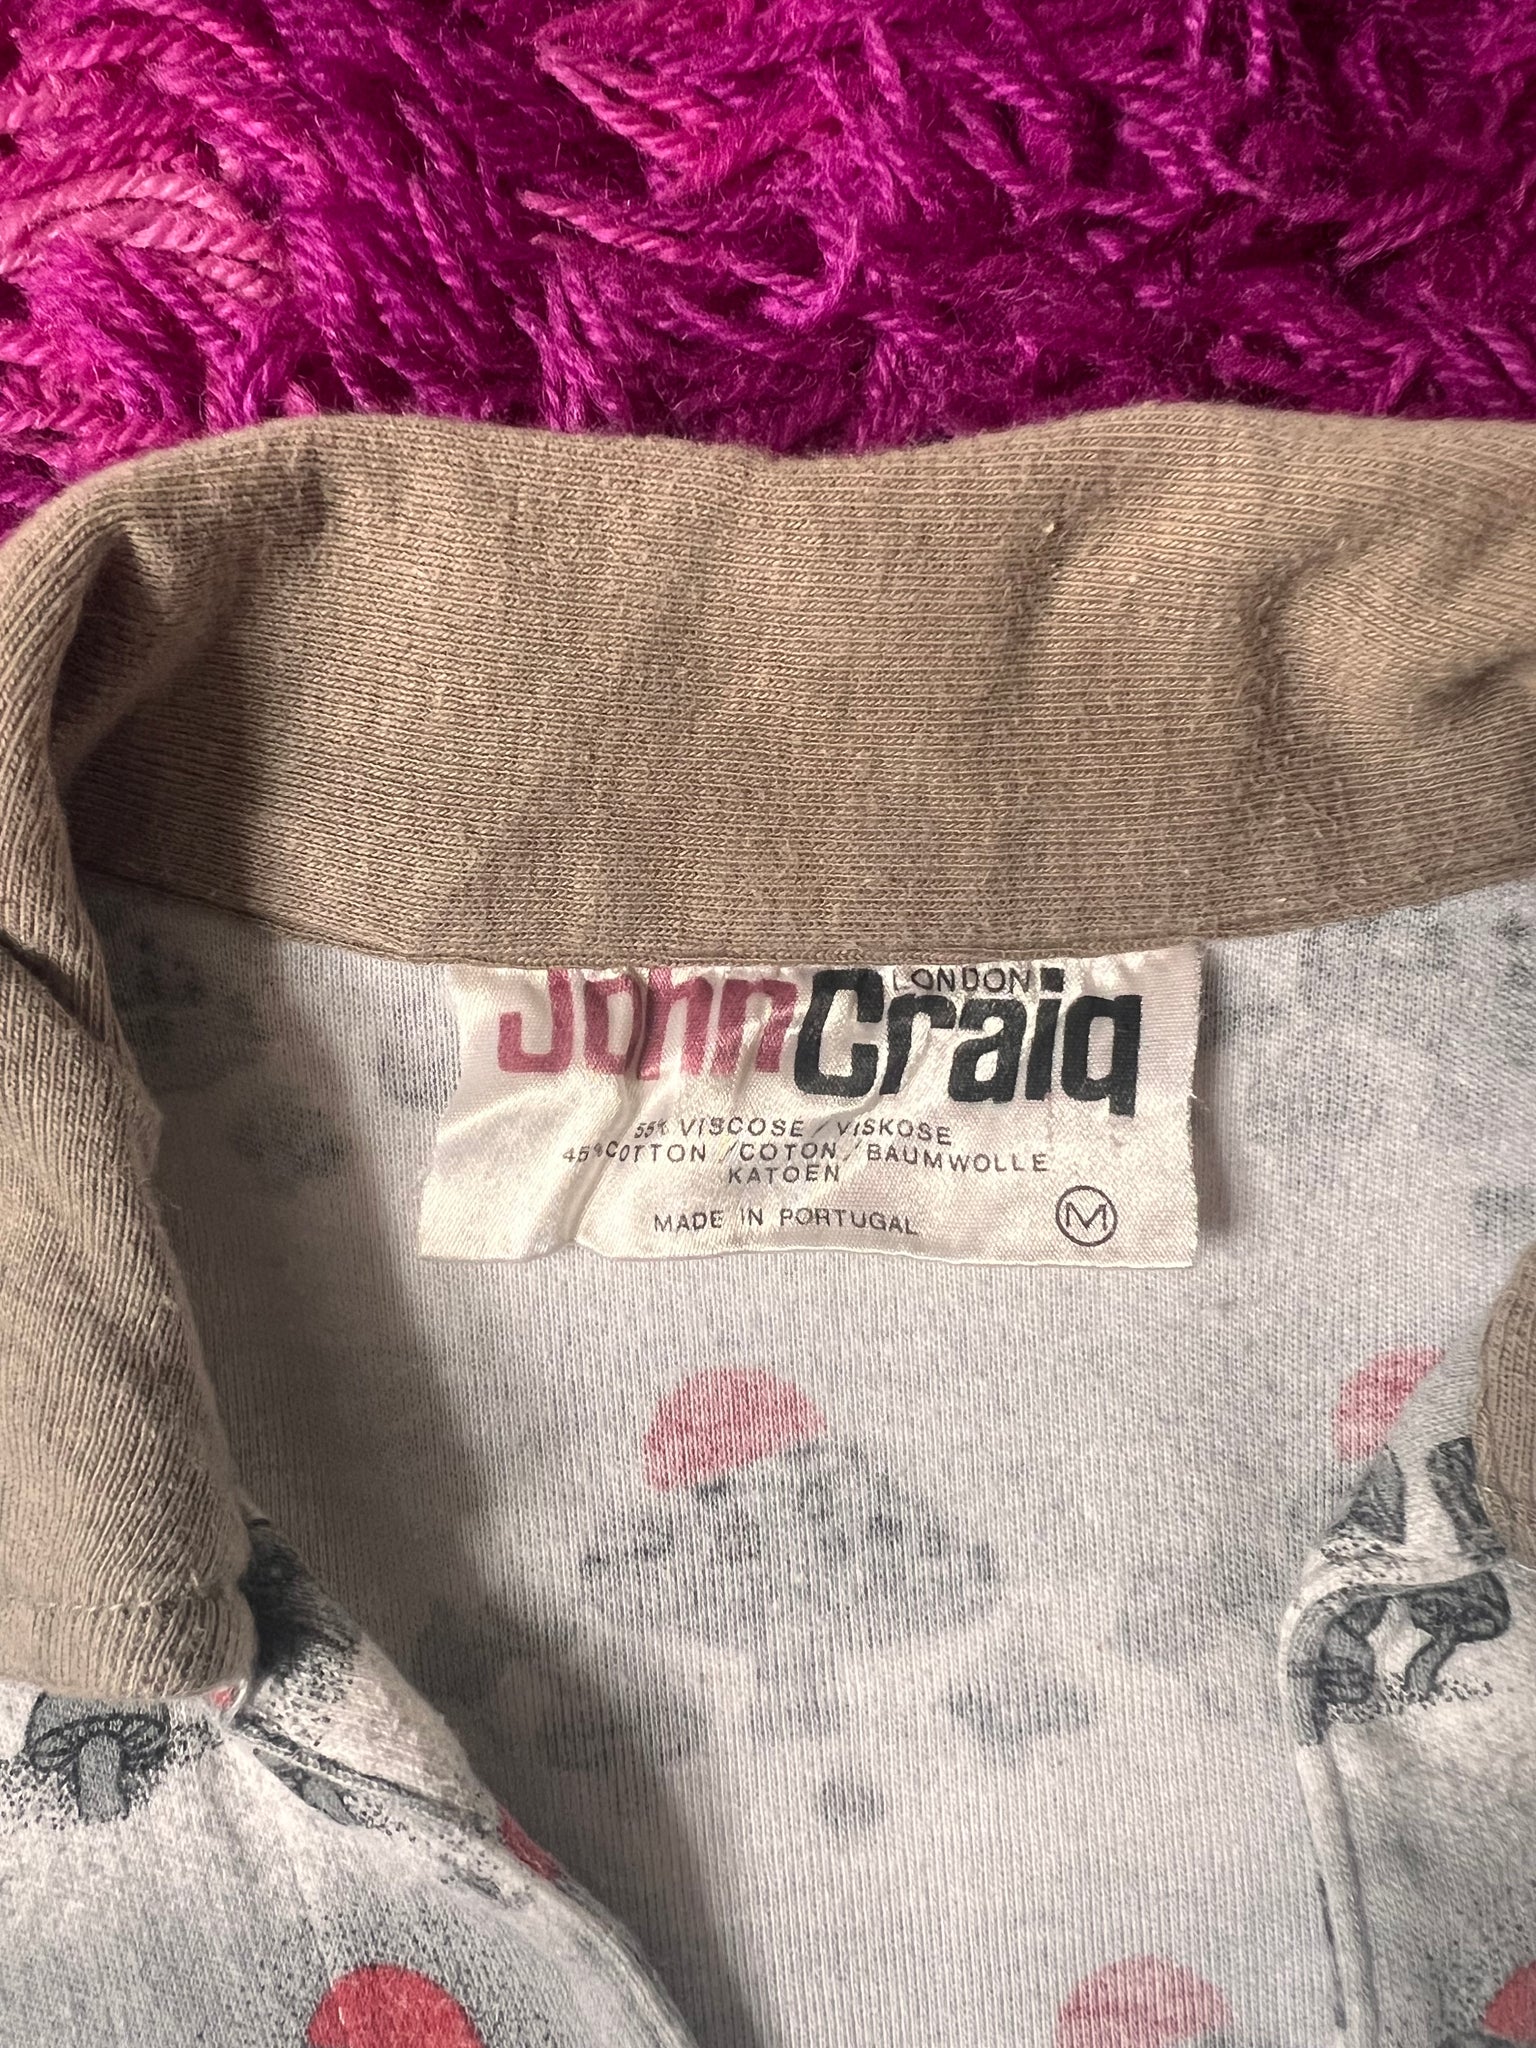 LONDON
John Craig
55% VISCOSE / VISKOSE
45% COTTON / COTON / BAUMWOLLE
KATOEN
MADE IN PORTUGAL
M